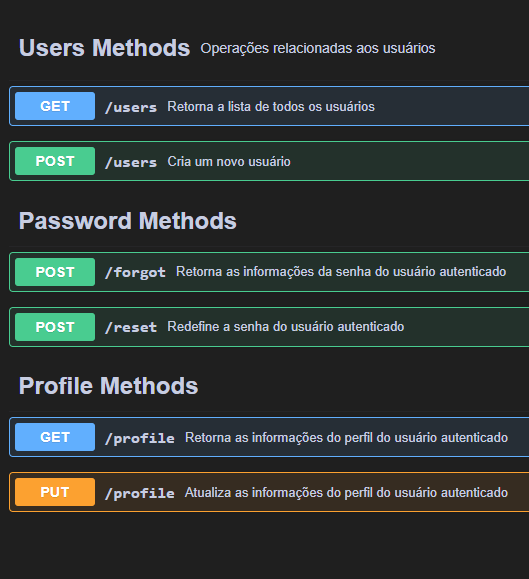 Users Methods Operações relacionadas aos usuários
GET /users Retorna a lista de todos os usuários
POST /users Cria um novo usuário
Password Methods
POST /forgot Retorna as informações da senha do usuário autenticado
POST /reset Redefine a senha do usuário autenticado
Profile Methods
GET /profile Retorna as informações do perfil do usuário autenticado
PUT /profile Atualiza as informações do perfil do usuário autenticado